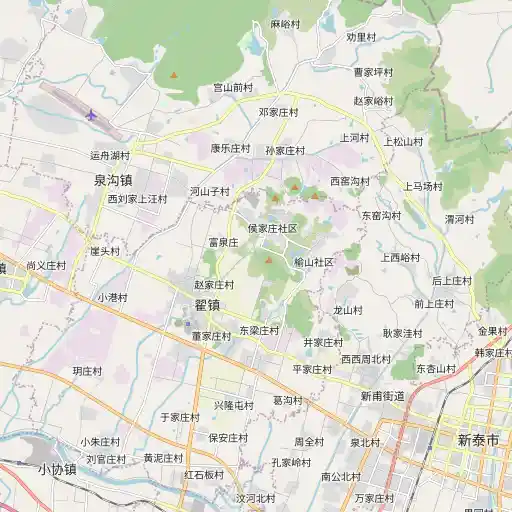 麻峪村
劝里村
曹家坪村
宫山前村
赵家峪村
邓家庄村
上河村
上松山村
康乐庄村
孙家庄村
运舟湖村
泉沟镇
西窑沟村
上马场村
河山子村
西刘家上汪村
东窑沟村
渭河村
侯家庄社区
富泉庄
崖头村
上西峪村
榆山社区
尚义庄村
镇
后上庄村
赵家庄村
小港村
前上庄村
翟镇
龙山村
金果村
东梁庄村
耿家洼村
董家庄村
井家庄村
韩家庄村
西西周北村
平家庄村
东杏山村
玥庄村
新甫街道
葛沟村
兴隆屯村
于家庄村
保安庄村
周全村
泉北村
新泰市
小朱庄村
刘官庄村
黄泥庄村
孔家岭村
小协镇
红石板村
南公北村
汶河北村
万家庄村